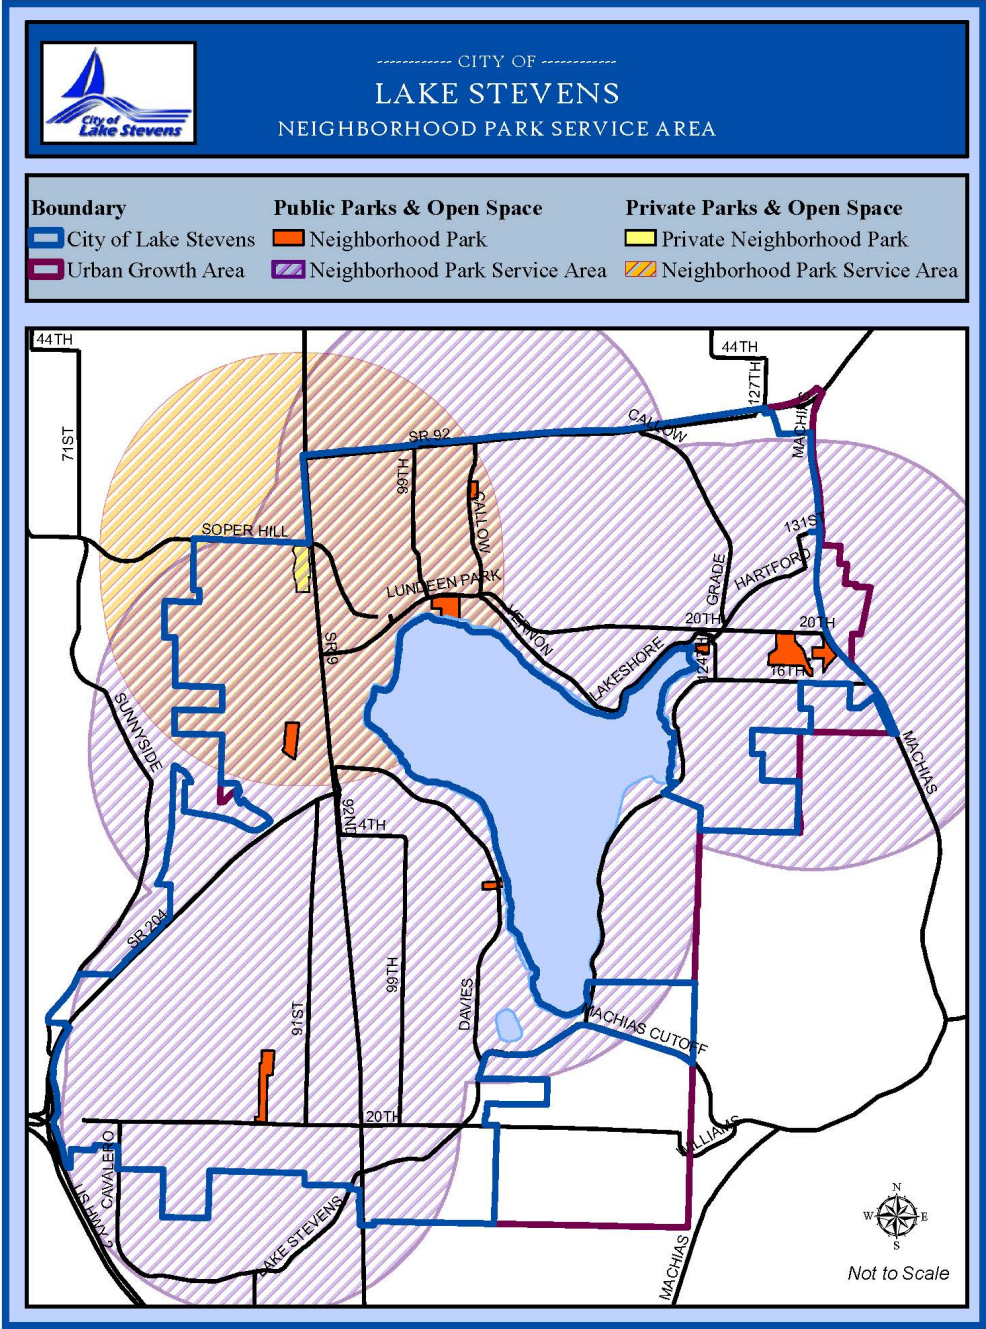 ------------ CITY OF ------------
LAKE STEVENS
NEIGHBORHOOD PARK SERVICE AREA
City of
Lake Stevens
Boundary
City of Lake Stevens
Urban Growth Area
Public Parks & Open Space
Neighborhood Park
Neighborhood Park Service Area
Private Parks & Open Space
Private Neighborhood Park
Neighborhood Park Service Area
44TH
44TH
127TH
MACHIAS
71ST
CALLOW
SR 92
99TH
CALLOW
SOPER HILL
131ST
HARTFORD
GRADE
LUNDEEN PARK
VERNON
20TH
20TH
SR 9
LAKESHORE
124TH
16TH
SUNNYSIDE
MACHIAS
92ND
4TH
SR 204
99TH
91ST
DAVIES
MACHIAS CUTOFF
20TH
WILLIAMS
CAVALERO
US HWY 2
LAKE STEVENS
MACHIAS
N
W
E
S
Not to Scale